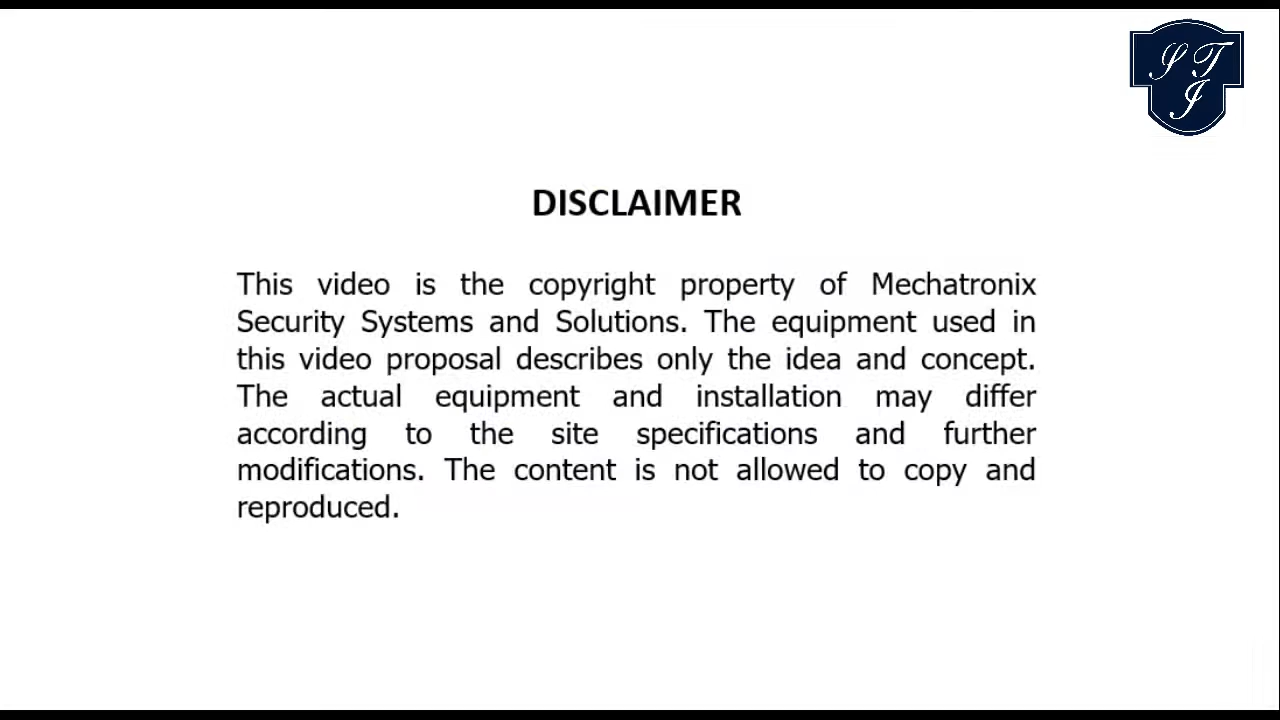 S T
J
DISCLAIMER
This video is the copyright property of Mechatronix
Security Systems and Solutions. The equipment used in
this video proposal describes only the idea and concept.
The actual equipment and installation may differ
according to the site specifications and further
modifications. The content is not allowed to copy and
reproduced.